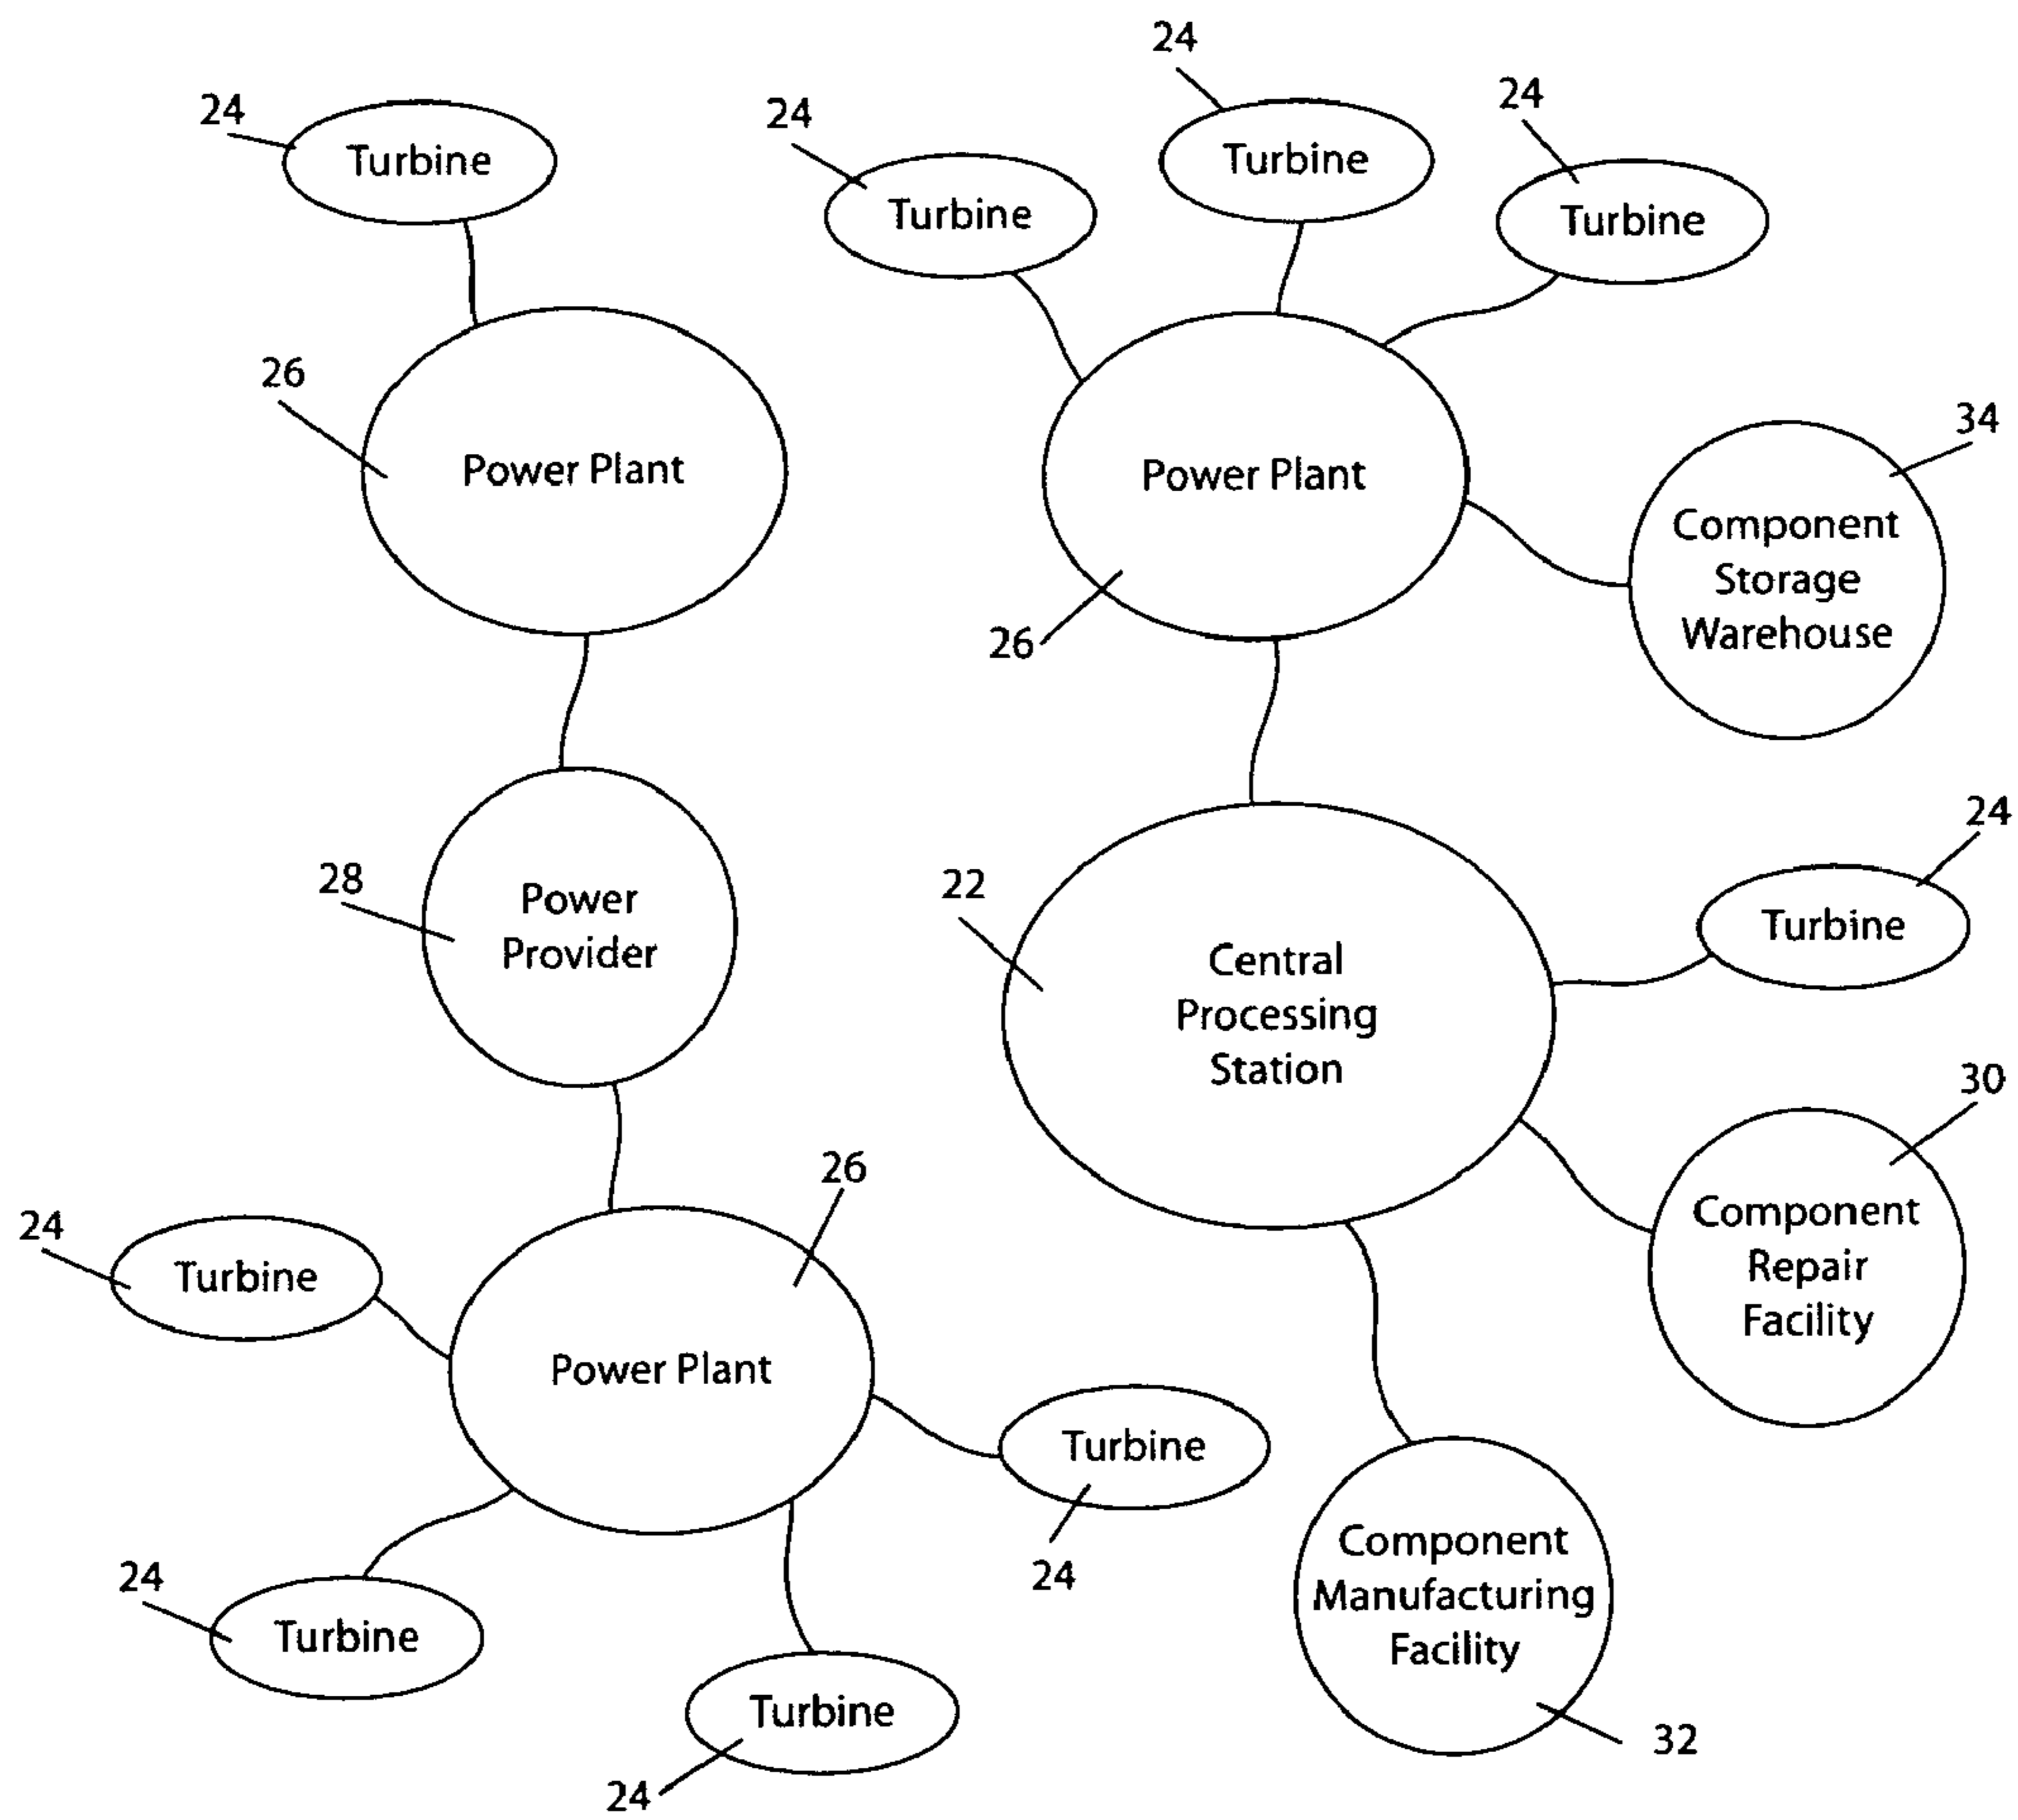 24
24
24
24
Turbine
Turbine
Turbine
Turbine
26
Power Plant
Power Plant
34
Component
Storage
Warehouse
26
24
28
Power
Provider
22
Central
Processing
Station
Turbine
30
Component
Repair
Facility
26
24
Turbine
Power Plant
Turbine
24
24
Turbine
Component
Manufacturing
Facility
Turbine
24
32